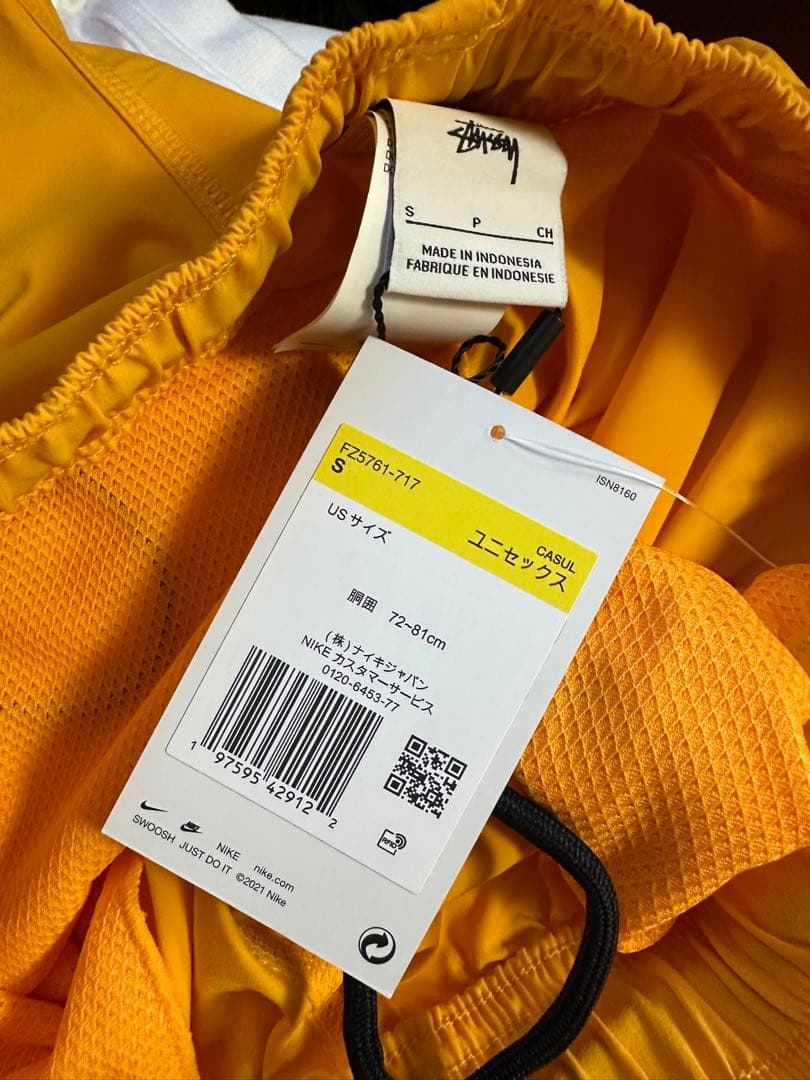 Stüssy
S P CH
MADE IN INDONESIA
FABRIQUE EN INDONESIE
ISN8160
FZ5761-717
S
CASUL
USサイズ ユニセックス
胴囲 72~81cm
(株)ナイキジャパン
NIKE カスタマーサービス
0120-6453-77
1 97595 42912 2
RFID
SWOOSH JUST DO IT NIKE nike.com
©2021 Nike